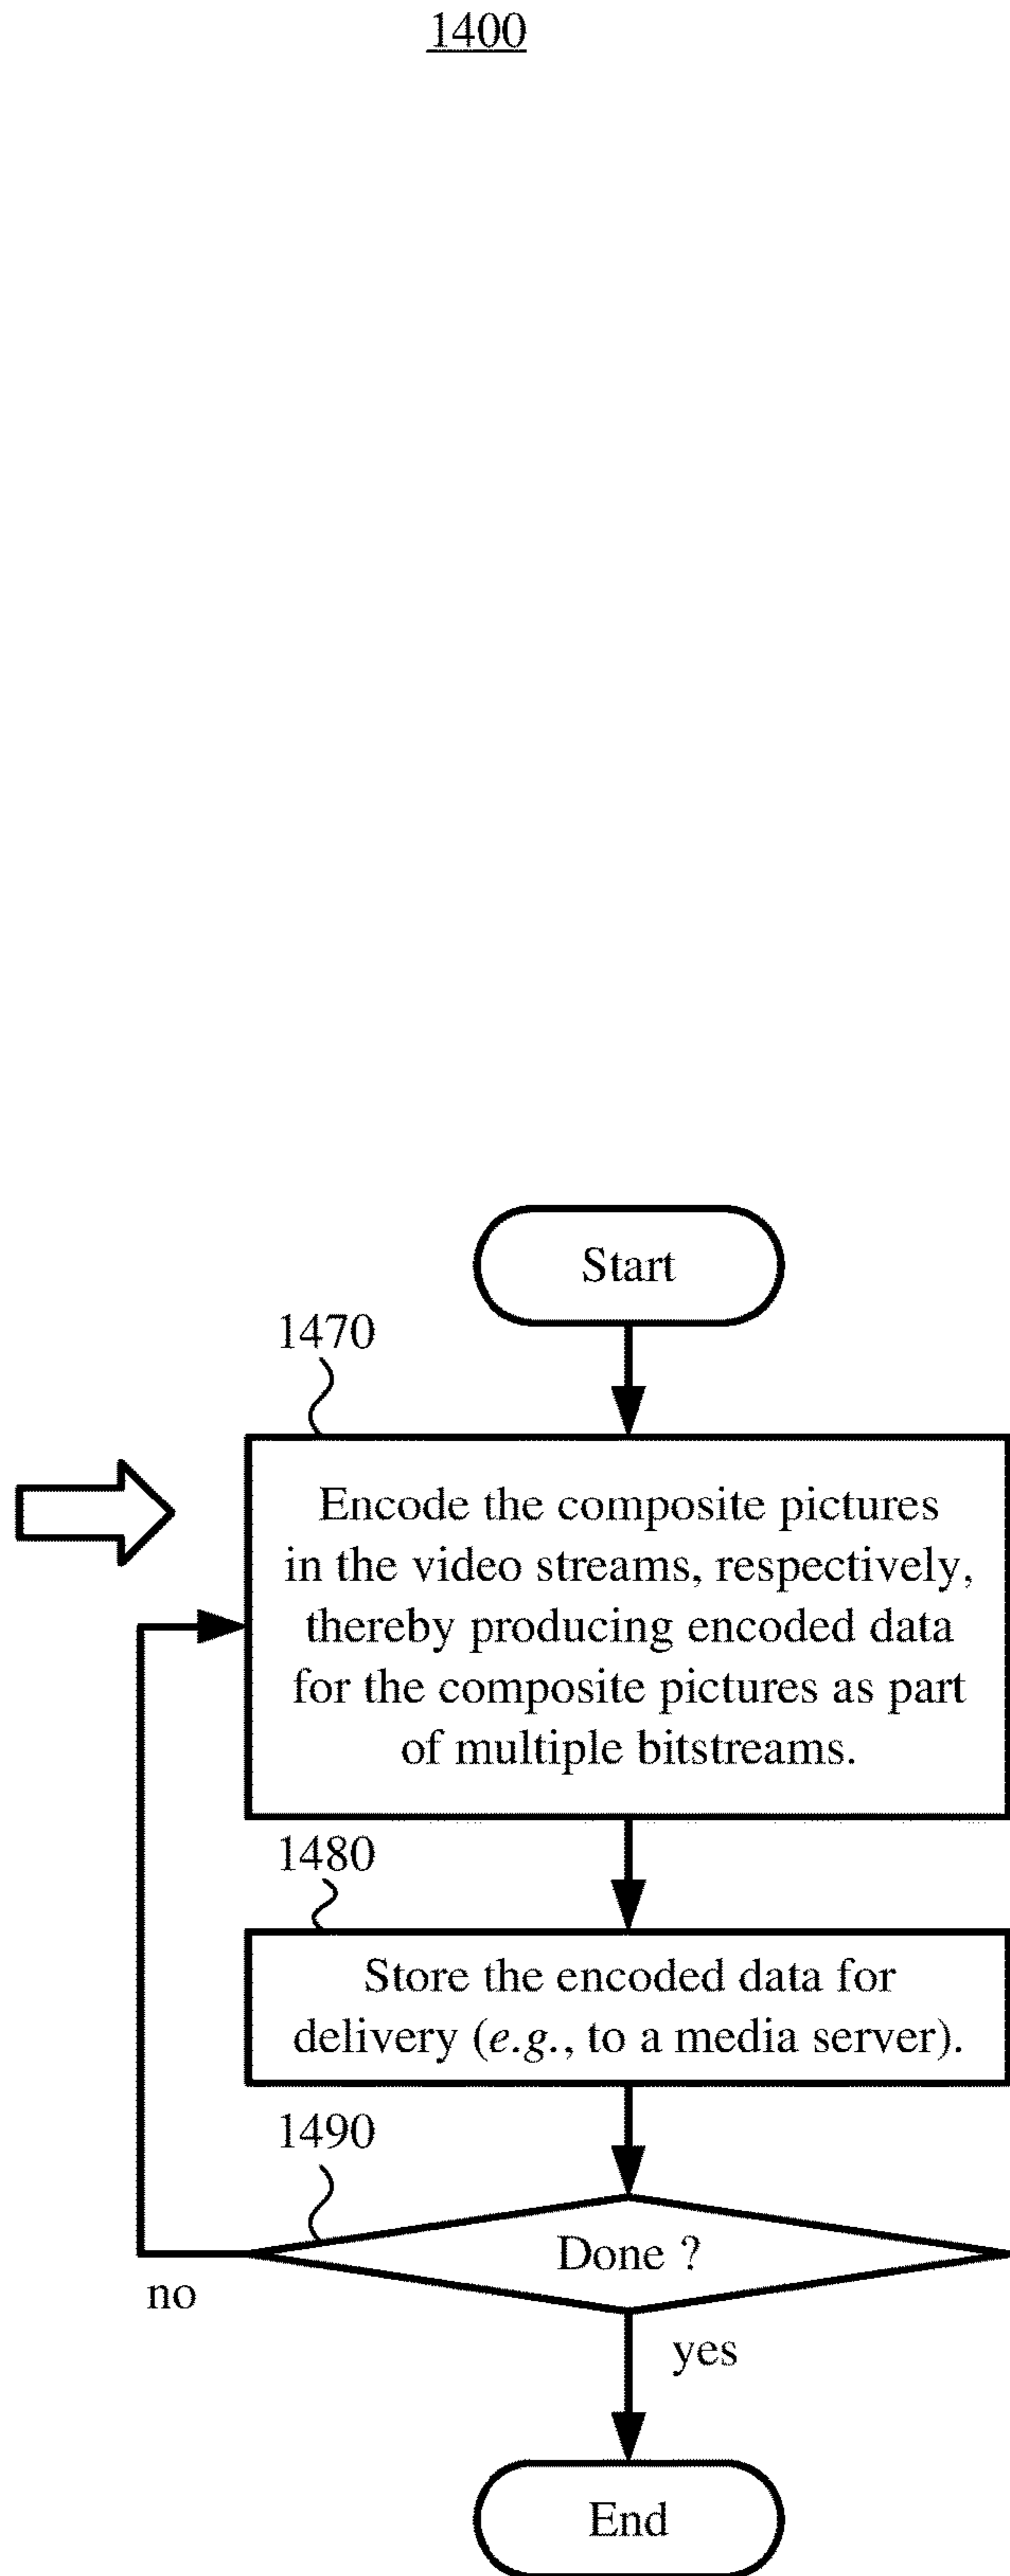 1400
Start
1470
Encode the composite pictures
in the video streams, respectively,
thereby producing encoded data
for the composite pictures as part
of multiple bitstreams.
1480
Store the encoded data for
delivery (e.g., to a media server).
1490
Done ?
no
yes
End